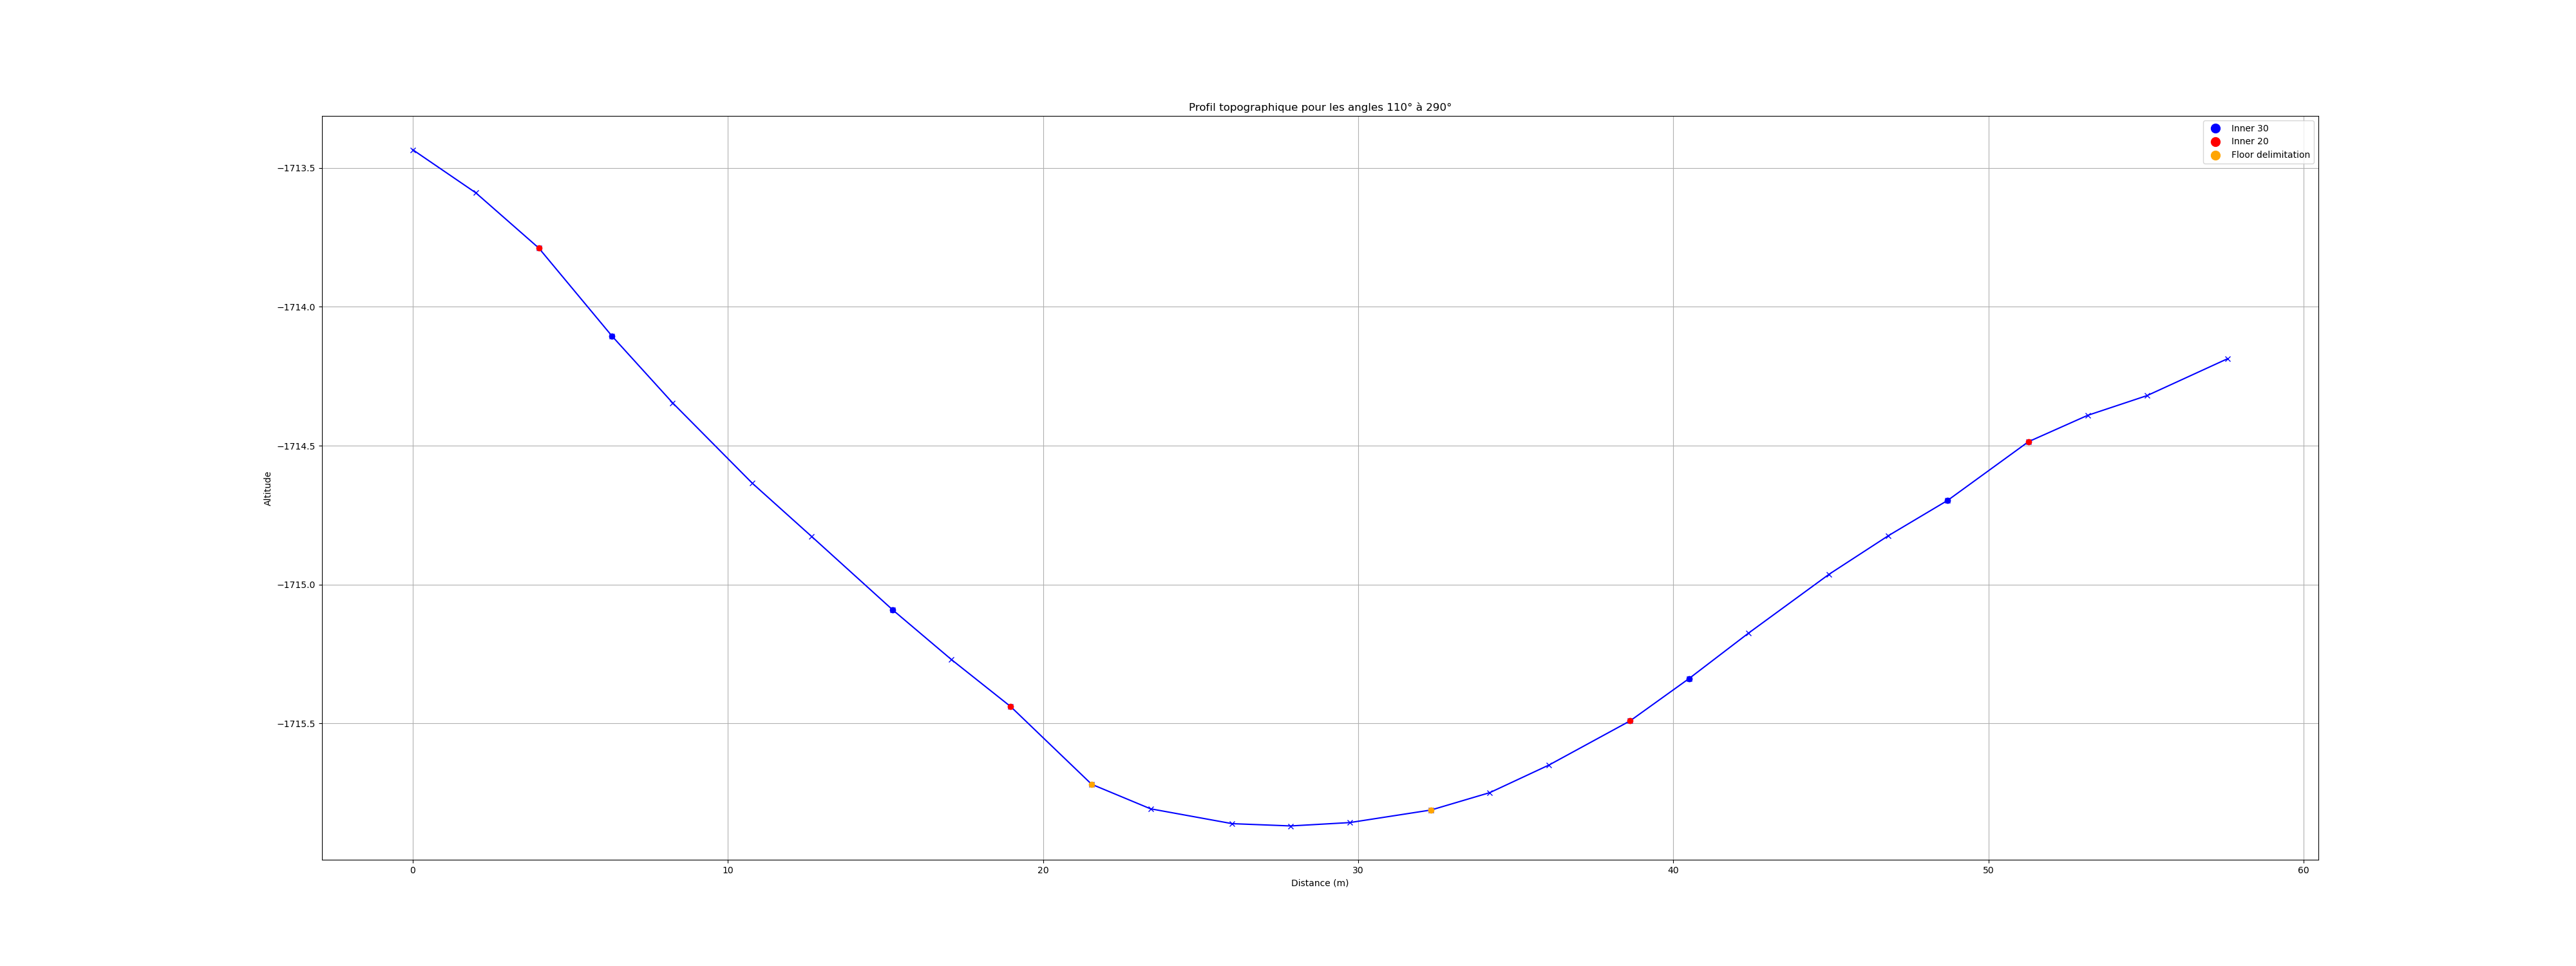 Profil topographique pour les angles 110° à 290°
Inner 30
Inner 20
Floor delimitation
−1713.5
−1714.0
−1714.5
−1715.0
−1715.5
Altitude
0 10 20 30 40 50 60
Distance (m)